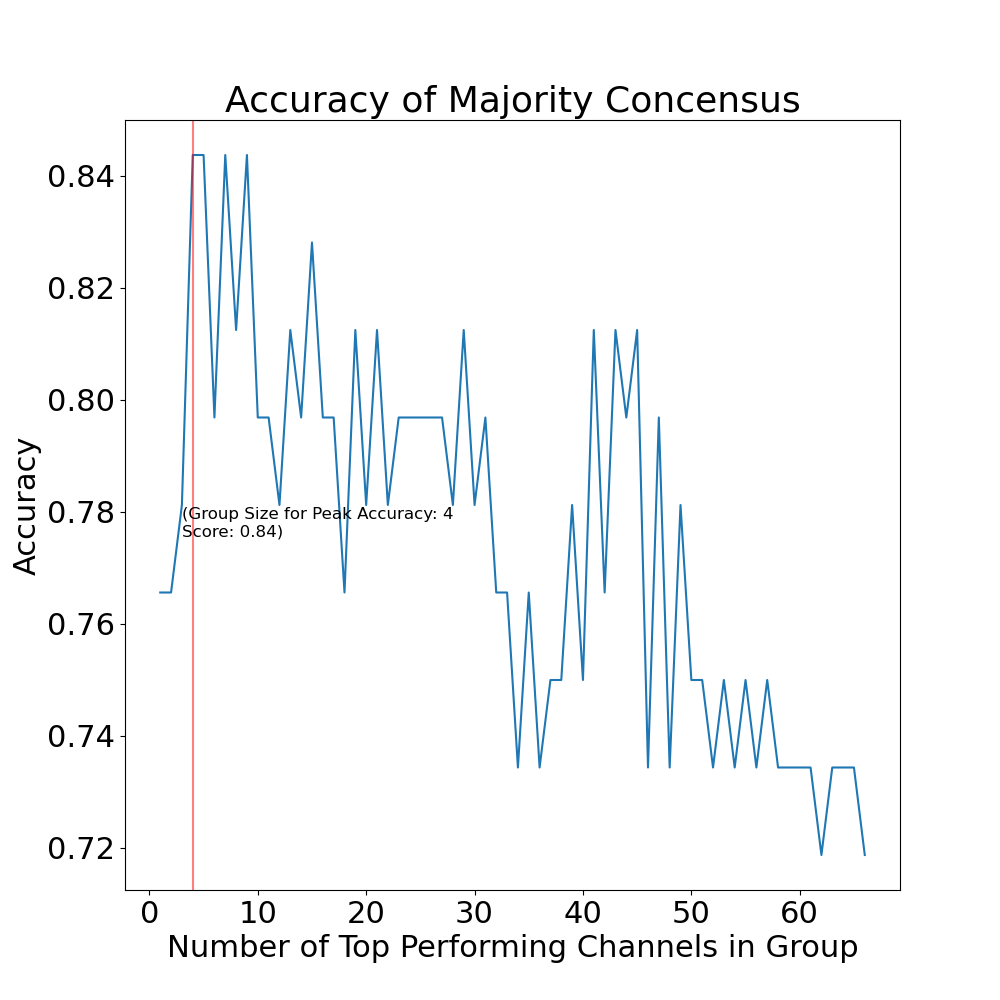 Accuracy of Majority Concensus
0.84
0.82
0.80
0.78
0.76
0.74
0.72
Accuracy
(Group Size for Peak Accuracy: 4
Score: 0.84)
0 10 20 30 40 50 60
Number of Top Performing Channels in Group